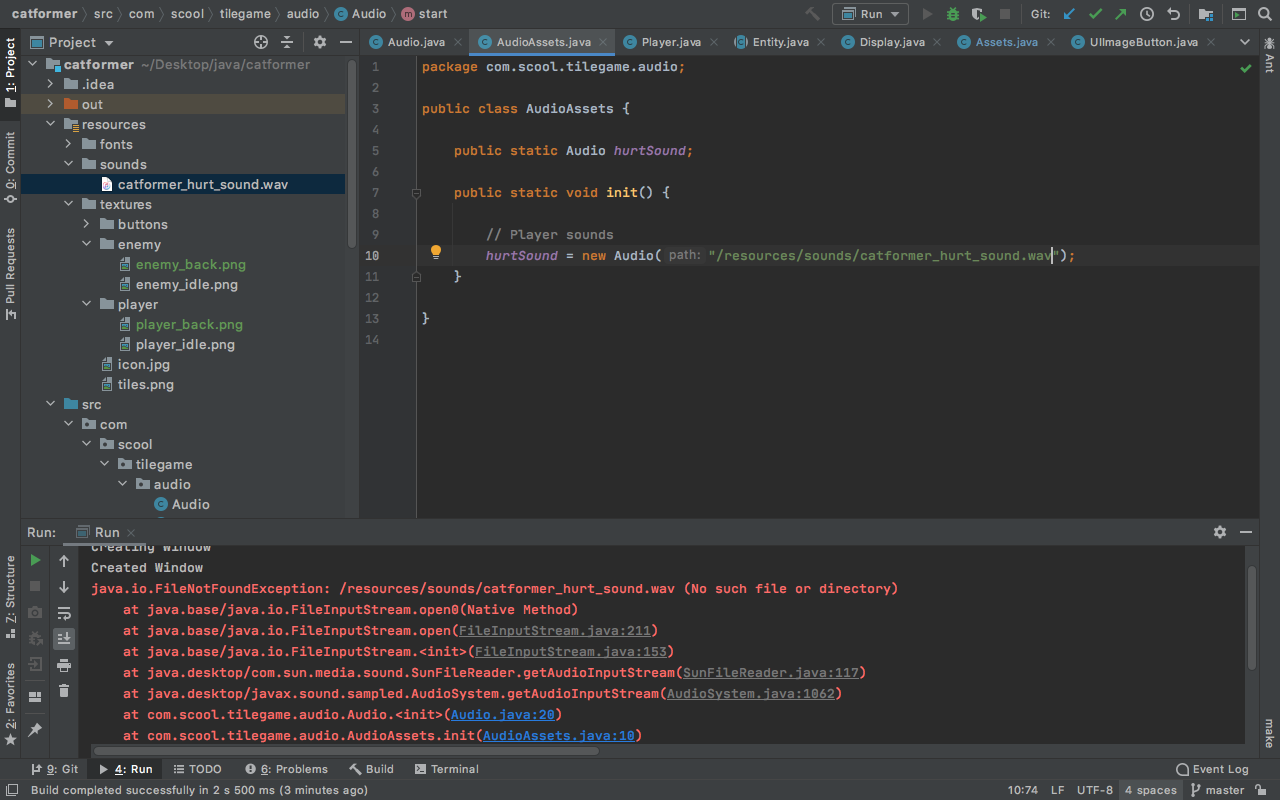 catformer src com scool tilegame audio Audio start Run Git:
1: Project
0: Commit
Pull Requests
Z: Structure
2: Favorites
Project
Audio.java AudioAssets.java Player.java Entity.java Display.java Assets.java UIImageButton.java
catformer ~/Desktop/java/catformer
.idea
out
resources
fonts
sounds
catformer_hurt_sound.wav
textures
buttons
enemy
enemy_back.png
enemy_idle.png
player
player_back.png
player_idle.png
icon.jpg
tiles.png
src
com
scool
tilegame
audio
Audio
1 package com.scool.tilegame.audio;
2
3 public class AudioAssets {
4
5 public static Audio hurtSound;
6
7 public static void init() {
8
9 // Player sounds
10 hurtSound = new Audio( path: "/resources/sounds/catformer_hurt_sound.wav");
11 }
12
13 }
14
Ant
make
Run: Run
Creating Window
Created Window
java.io.FileNotFoundException: /resources/sounds/catformer_hurt_sound.wav (No such file or directory)
at java.base/java.io.FileInputStream.open0(Native Method)
at java.base/java.io.FileInputStream.open(FileInputStream.java:211)
at java.base/java.io.FileInputStream.<init>(FileInputStream.java:153)
at java.desktop/com.sun.media.sound.SunFileReader.getAudioInputStream(SunFileReader.java:117)
at java.desktop/javax.sound.sampled.AudioSystem.getAudioInputStream(AudioSystem.java:1062)
at com.scool.tilegame.audio.Audio.<init>(Audio.java:20)
at com.scool.tilegame.audio.AudioAssets.init(AudioAssets.java:10)
9: Git 4: Run TODO 6: Problems Build Terminal Event Log
Build completed successfully in 2 s 500 ms (3 minutes ago) 10:74 LF UTF-8 4 spaces master